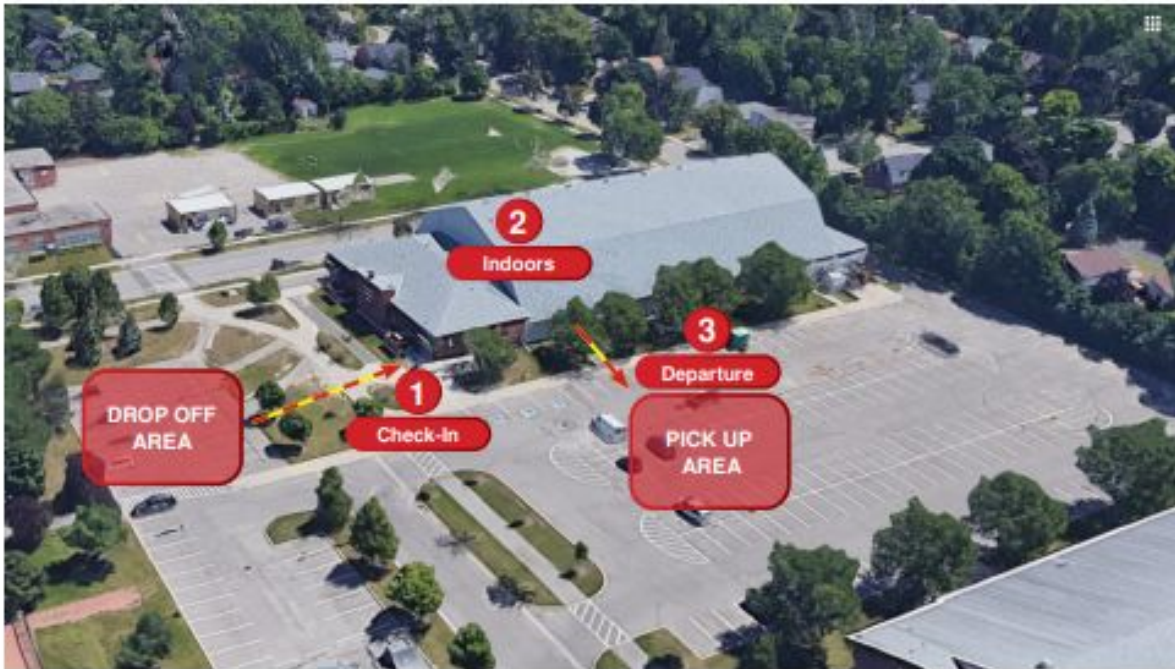 2
Indoors
3
Departure
DROP OFF
AREA
1
Check-In
PICK UP
AREA